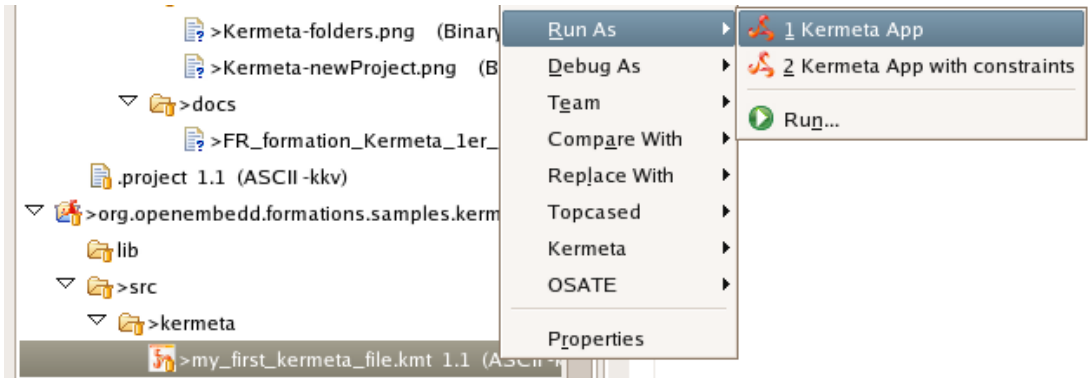 >Kermeta-folders.png (Binary
>Kermeta-newProject.png (B
>docs
>FR_formation_Kermeta_1er_
.project 1.1 (ASCII -kkv)
>org.openembedd.formations.samples.kerm
lib
>src
>kermeta
>my_first_kermeta_file.kmt 1.1 (ASCII -k
Run As
Debug As
Team
Compare With
Replace With
Topcased
Kermeta
OSATE
Properties
1 Kermeta App
2 Kermeta App with constraints
Run...